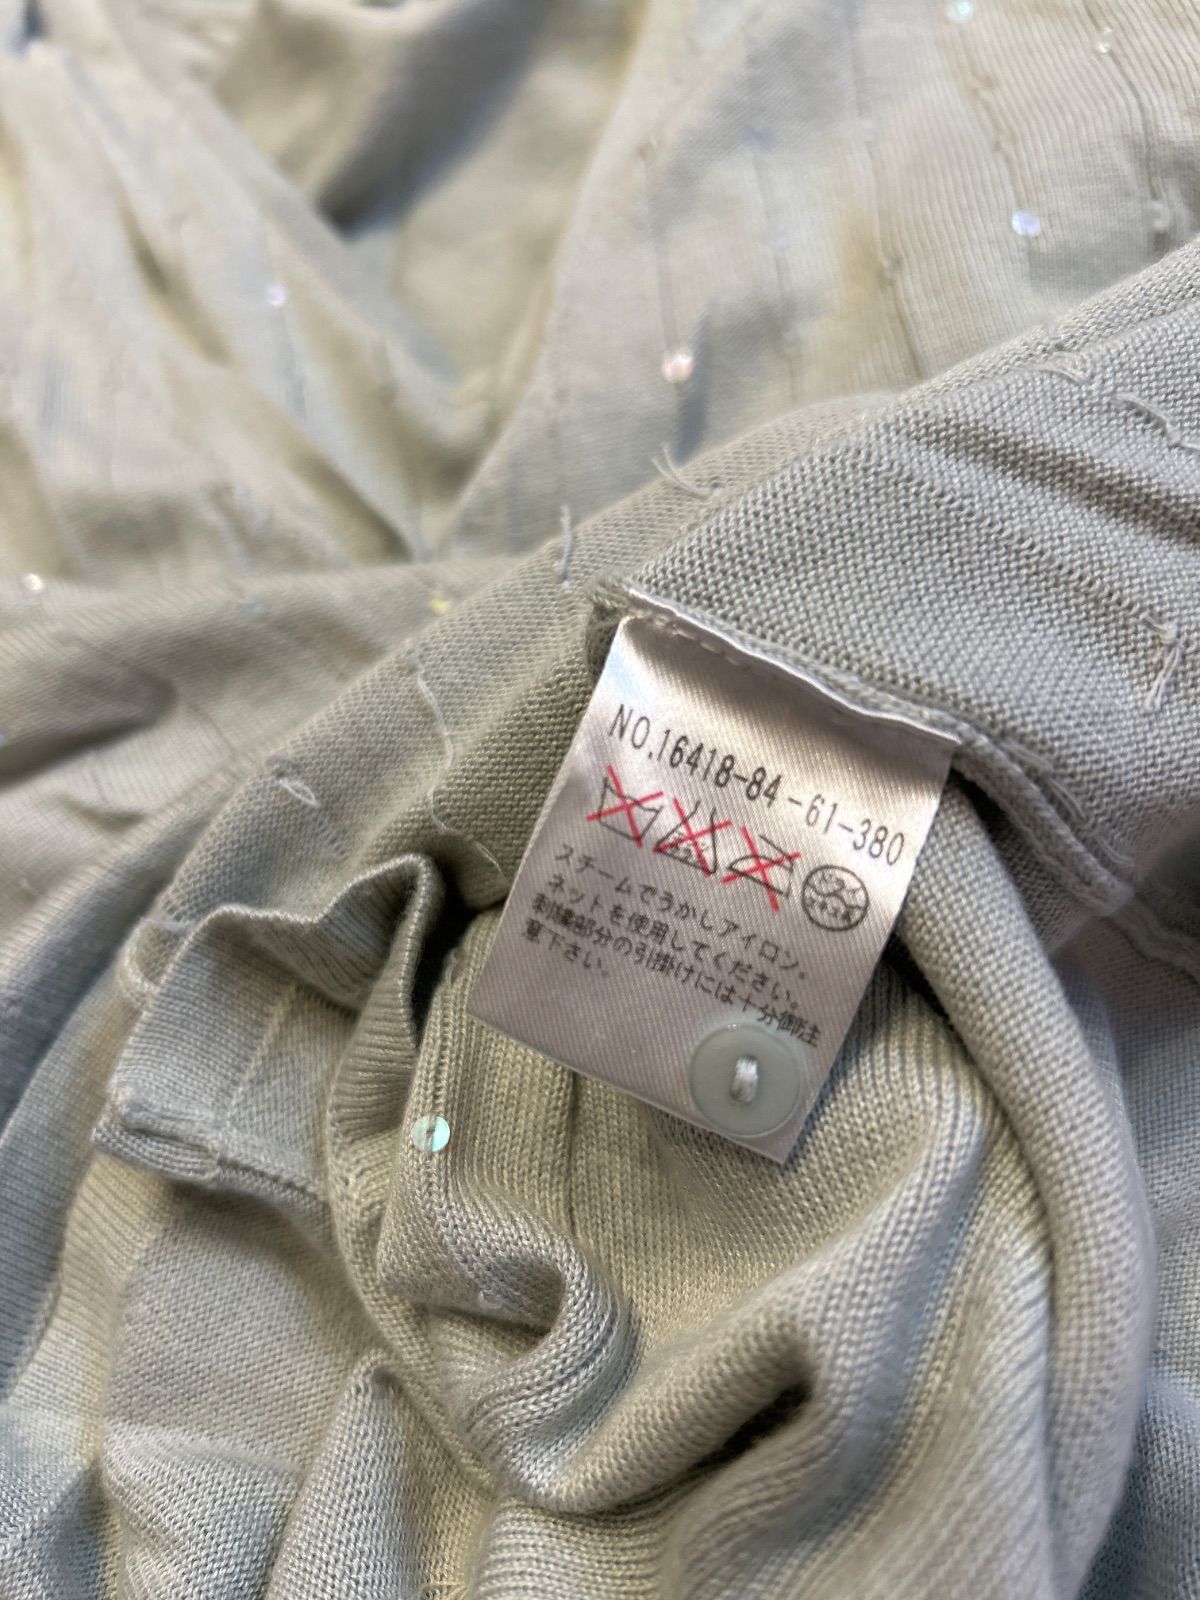 NO.16418-84-61-380
スチームでうかしアイロン。
ネットを使用してください。
刺繍部分の引掛けには十分御注
意下さい。